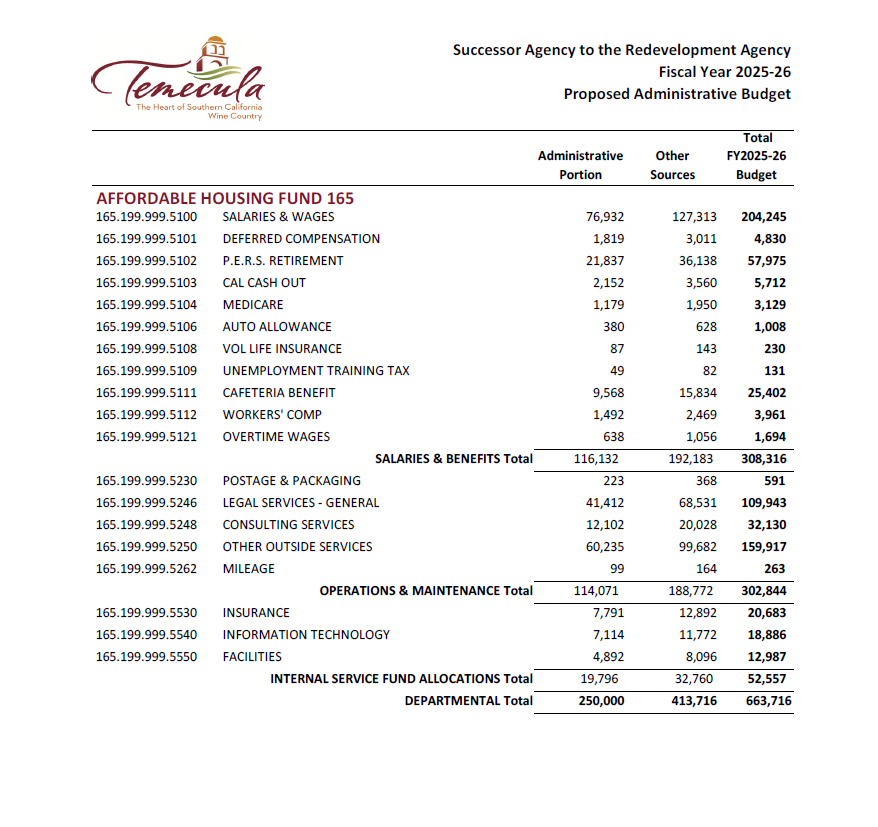 Temecula
The Heart of Southern California
Wine Country
Successor Agency to the Redevelopment Agency
Fiscal Year 2025-26
Proposed Administrative Budget
Administrative Portion Other Sources Total FY2025-26 Budget
AFFORDABLE HOUSING FUND 165
165.199.999.5100 SALARIES & WAGES 76,932 127,313 204,245
165.199.999.5101 DEFERRED COMPENSATION 1,819 3,011 4,830
165.199.999.5102 P.E.R.S. RETIREMENT 21,837 36,138 57,975
165.199.999.5103 CAL CASH OUT 2,152 3,560 5,712
165.199.999.5104 MEDICARE 1,179 1,950 3,129
165.199.999.5106 AUTO ALLOWANCE 380 628 1,008
165.199.999.5108 VOL LIFE INSURANCE 87 143 230
165.199.999.5109 UNEMPLOYMENT TRAINING TAX 49 82 131
165.199.999.5111 CAFETERIA BENEFIT 9,568 15,834 25,402
165.199.999.5112 WORKERS' COMP 1,492 2,469 3,961
165.199.999.5121 OVERTIME WAGES 638 1,056 1,694
SALARIES & BENEFITS Total 116,132 192,183 308,316
165.199.999.5230 POSTAGE & PACKAGING 223 368 591
165.199.999.5246 LEGAL SERVICES - GENERAL 41,412 68,531 109,943
165.199.999.5248 CONSULTING SERVICES 12,102 20,028 32,130
165.199.999.5250 OTHER OUTSIDE SERVICES 60,235 99,682 159,917
165.199.999.5262 MILEAGE 99 164 263
OPERATIONS & MAINTENANCE Total 114,071 188,772 302,844
165.199.999.5530 INSURANCE 7,791 12,892 20,683
165.199.999.5540 INFORMATION TECHNOLOGY 7,114 11,772 18,886
165.199.999.5550 FACILITIES 4,892 8,096 12,987
INTERNAL SERVICE FUND ALLOCATIONS Total 19,796 32,760 52,557
DEPARTMENTAL Total 250,000 413,716 663,716